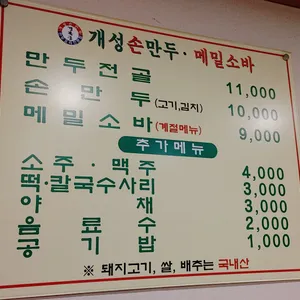 개성손만두·메밀소바
만두전골 11,000
손만두(고기,김치) 10,000
메밀소바(계절메뉴) 9,000
추가메뉴
소주·맥주 4,000
떡·칼국수사리 3,000
야채 3,000
음료수 2,000
공기밥 1,000
※ 돼지고기, 쌀, 배추는 국내산